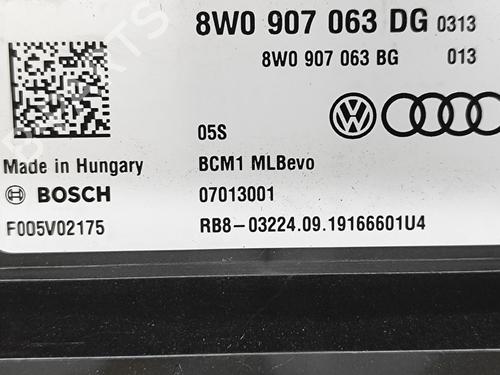 8W0 907 063 DG 0313
8W0 907 063 BG 013
05S
Made in Hungary BCM1 MLBevo
BOSCH 07013001
F005V02175 RB8-03224.09.19166601U4